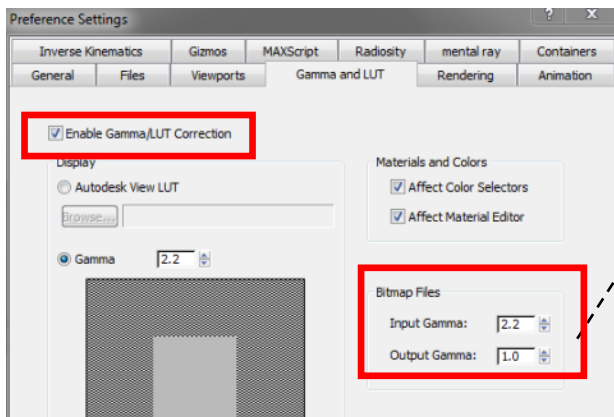 Preference Settings
? X
Inverse Kinematics Gizmos MAXScript Radiosity mental ray Containers
General Files Viewports Gamma and LUT Rendering Animation
Enable Gamma/LUT Correction
Display
Autodesk View LUT
Browse...
Gamma 2.2
Materials and Colors
Affect Color Selectors
Affect Material Editor
Bitmap Files
Input Gamma: 2.2
Output Gamma: 1.0